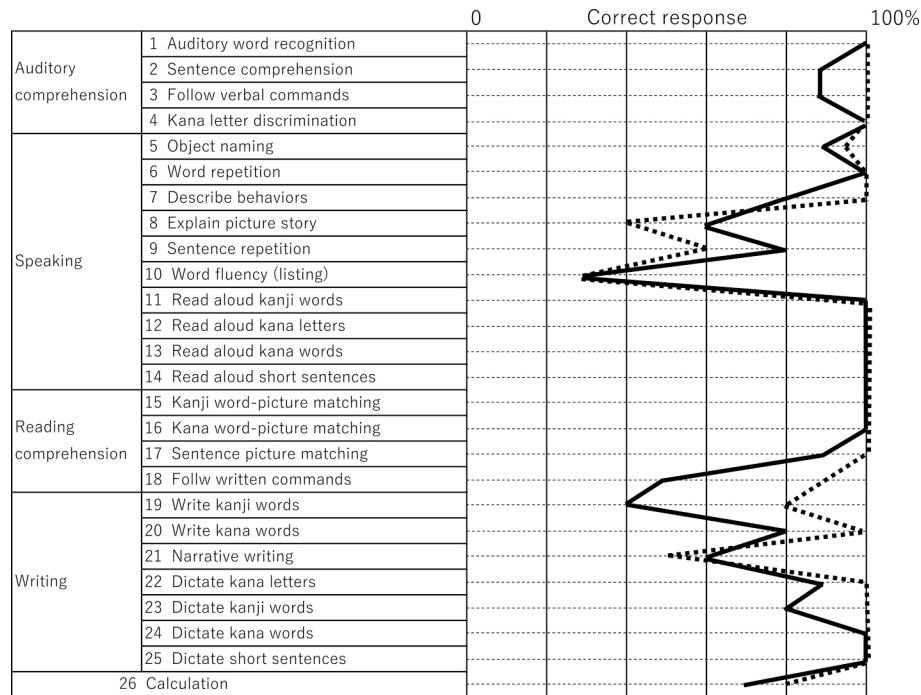 0 Correct response 100%
Auditory
comprehension
1 Auditory word recognition
2 Sentence comprehension
3 Follow verbal commands
4 Kana letter discrimination
Speaking
5 Object naming
6 Word repetition
7 Describe behaviors
8 Explain picture story
9 Sentence repetition
10 Word fluency (listing)
11 Read aloud kanji words
12 Read aloud kana letters
13 Read aloud kana words
14 Read aloud short sentences
Reading
comprehension
15 Kanji word-picture matching
16 Kana word-picture matching
17 Sentence picture matching
18 Follw written commands
Writing
19 Write kanji words
20 Write kana words
21 Narrative writing
22 Dictate kana letters
23 Dictate kanji words
24 Dictate kana words
25 Dictate short sentences
26 Calculation